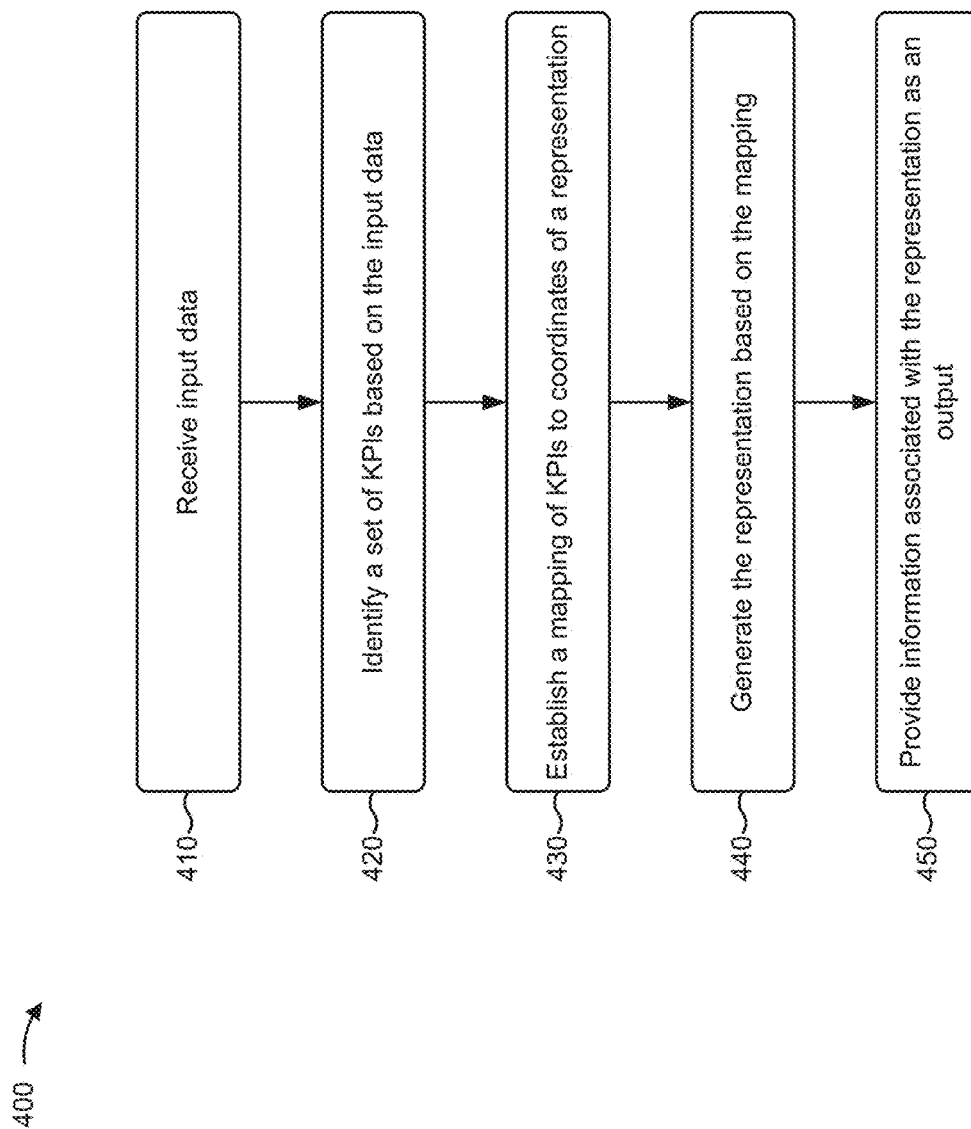 400
410
Receive input data
420
Identify a set of KPIs based on the input data
430
Establish a mapping of KPIs to coordinates of a representation
440
Generate the representation based on the mapping
450
Provide information associated with the representation as an
output